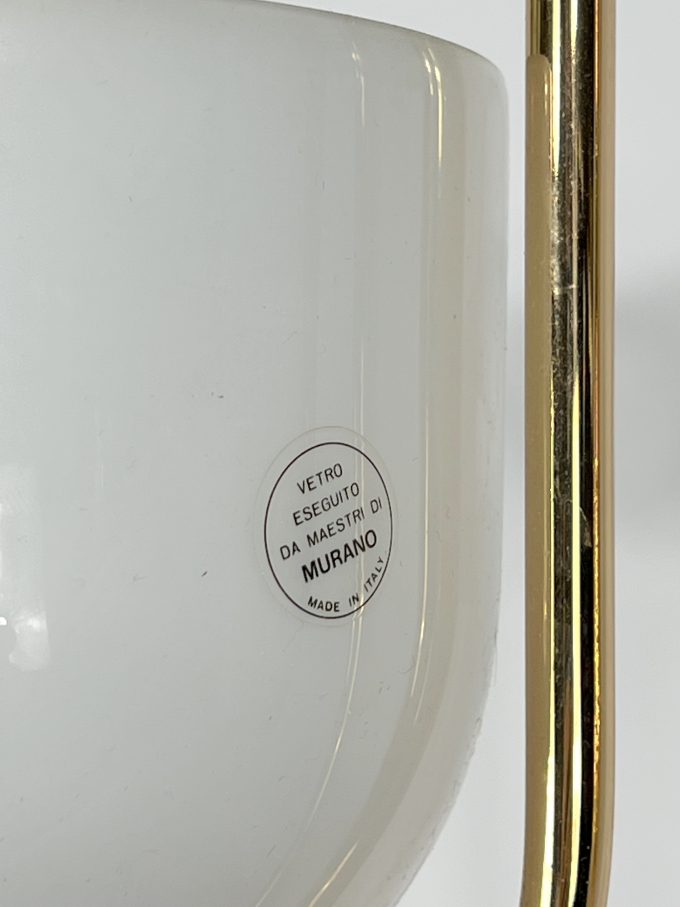 VETRO
ESEGUITO
DA MAESTRI DI
MURANO
MADE IN ITALY